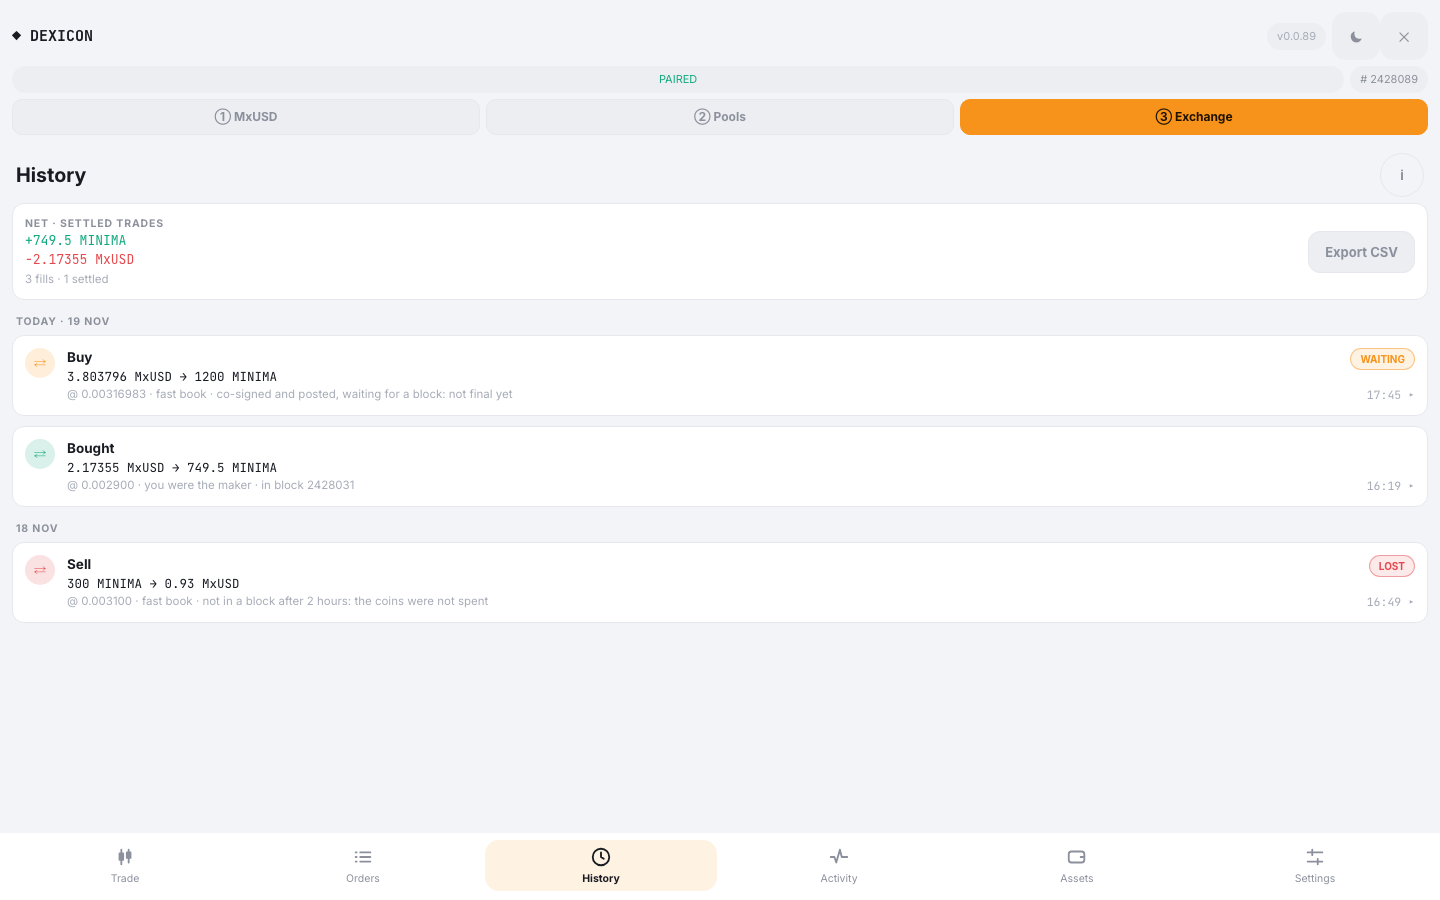 ◆ DEXICON
v0.0.89
PAIRED
# 2428089
① MxUSD
② Pools
③ Exchange
History
i
NET · SETTLED TRADES
+749.5 MINIMA
-2.17355 MxUSD
3 fills · 1 settled
Export CSV
TODAY · 19 NOV
Buy
WAITING
3.803796 MxUSD → 1200 MINIMA
@ 0.00316983 · fast book · co-signed and posted, waiting for a block: not final yet
17:45 ▸
Bought
2.17355 MxUSD → 749.5 MINIMA
@ 0.002900 · you were the maker · in block 2428031
16:19 ▸
18 NOV
Sell
LOST
300 MINIMA → 0.93 MxUSD
@ 0.003100 · fast book · not in a block after 2 hours: the coins were not spent
16:49 ▸
Trade
Orders
History
Activity
Assets
Settings